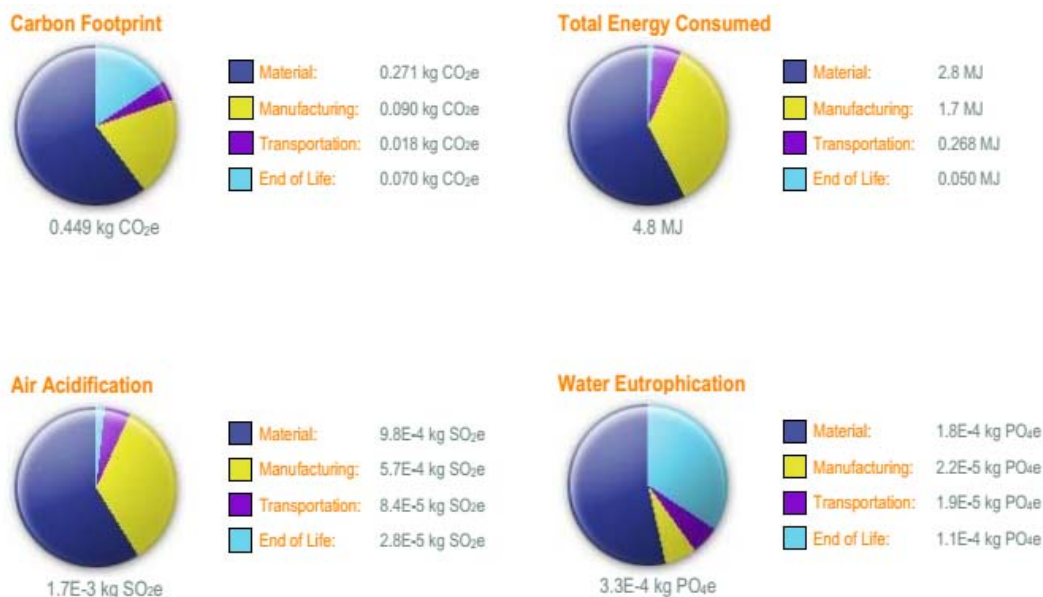 Carbon Footprint
Material: 0.271 kg CO₂e
Manufacturing: 0.090 kg CO₂e
Transportation: 0.018 kg CO₂e
End of Life: 0.070 kg CO₂e
0.449 kg CO₂e
Total Energy Consumed
Material: 2.8 MJ
Manufacturing: 1.7 MJ
Transportation: 0.268 MJ
End of Life: 0.050 MJ
4.8 MJ
Air Acidification
Material: 9.8E-4 kg SO₂e
Manufacturing: 5.7E-4 kg SO₂e
Transportation: 8.4E-5 kg SO₂e
End of Life: 2.8E-5 kg SO₂e
1.7E-3 kg SO₂e
Water Eutrophication
Material: 1.8E-4 kg PO₄e
Manufacturing: 2.2E-5 kg PO₄e
Transportation: 1.9E-5 kg PO₄e
End of Life: 1.1E-4 kg PO₄e
3.3E-4 kg PO₄e